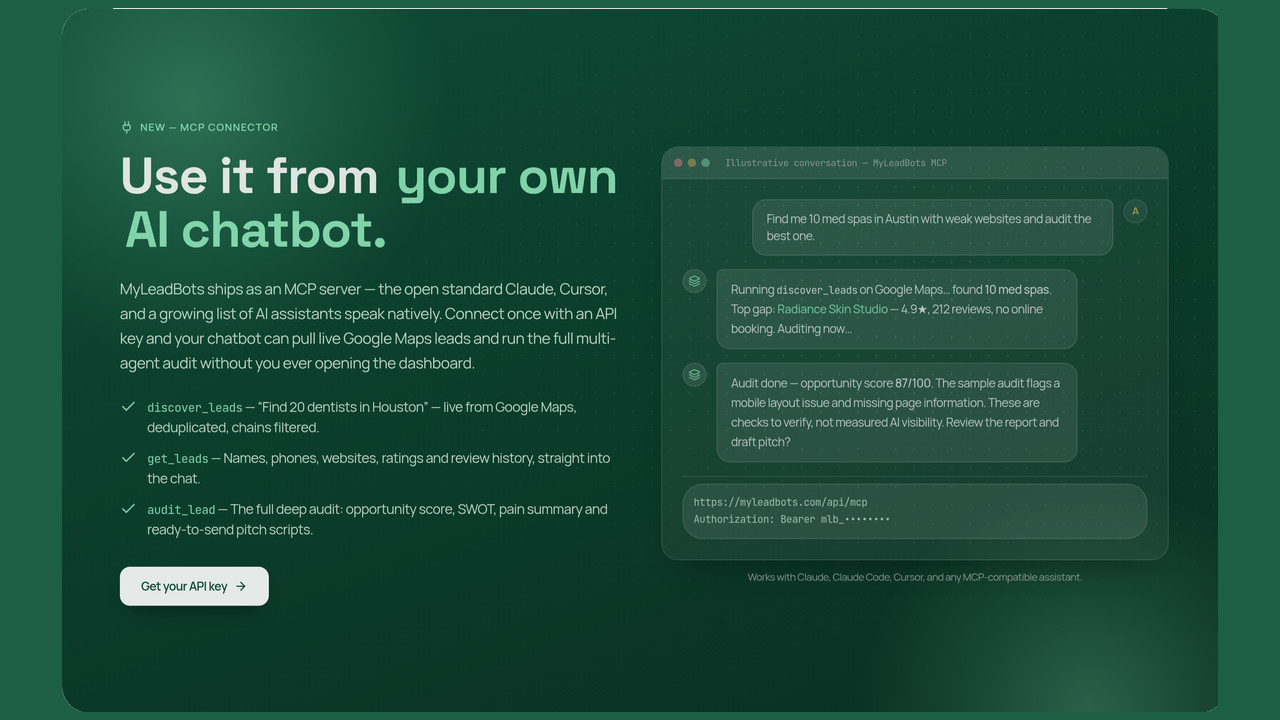 NEW — MCP CONNECTOR
Use it from your own
AI chatbot.
MyLeadBots ships as an MCP server — the open standard Claude, Cursor,
and a growing list of AI assistants speak natively. Connect once with an API
key and your chatbot can pull live Google Maps leads and run the full multi-
agent audit without you ever opening the dashboard.
discover_leads — “Find 20 dentists in Houston” — live from Google Maps,
deduplicated, chains filtered.
get_leads — Names, phones, websites, ratings and review history, straight into
the chat.
audit_lead — The full deep audit: opportunity score, SWOT, pain summary and
ready-to-send pitch scripts.
Get your API key →
Illustrative conversation — MyLeadBots MCP
Find me 10 med spas in Austin with weak websites and audit the
best one.
A
Running discover_leads on Google Maps… found 10 med spas.
Top gap: Radiance Skin Studio — 4.9★, 212 reviews, no online
booking. Auditing now…
Audit done — opportunity score 87/100. The sample audit flags a
mobile layout issue and missing page information. These are
checks to verify, not measured AI visibility. Review the report and
draft pitch?
https://myleadbots.com/api/mcp
Authorization: Bearer mlb_••••••••
Works with Claude, Claude Code, Cursor, and any MCP-compatible assistant.